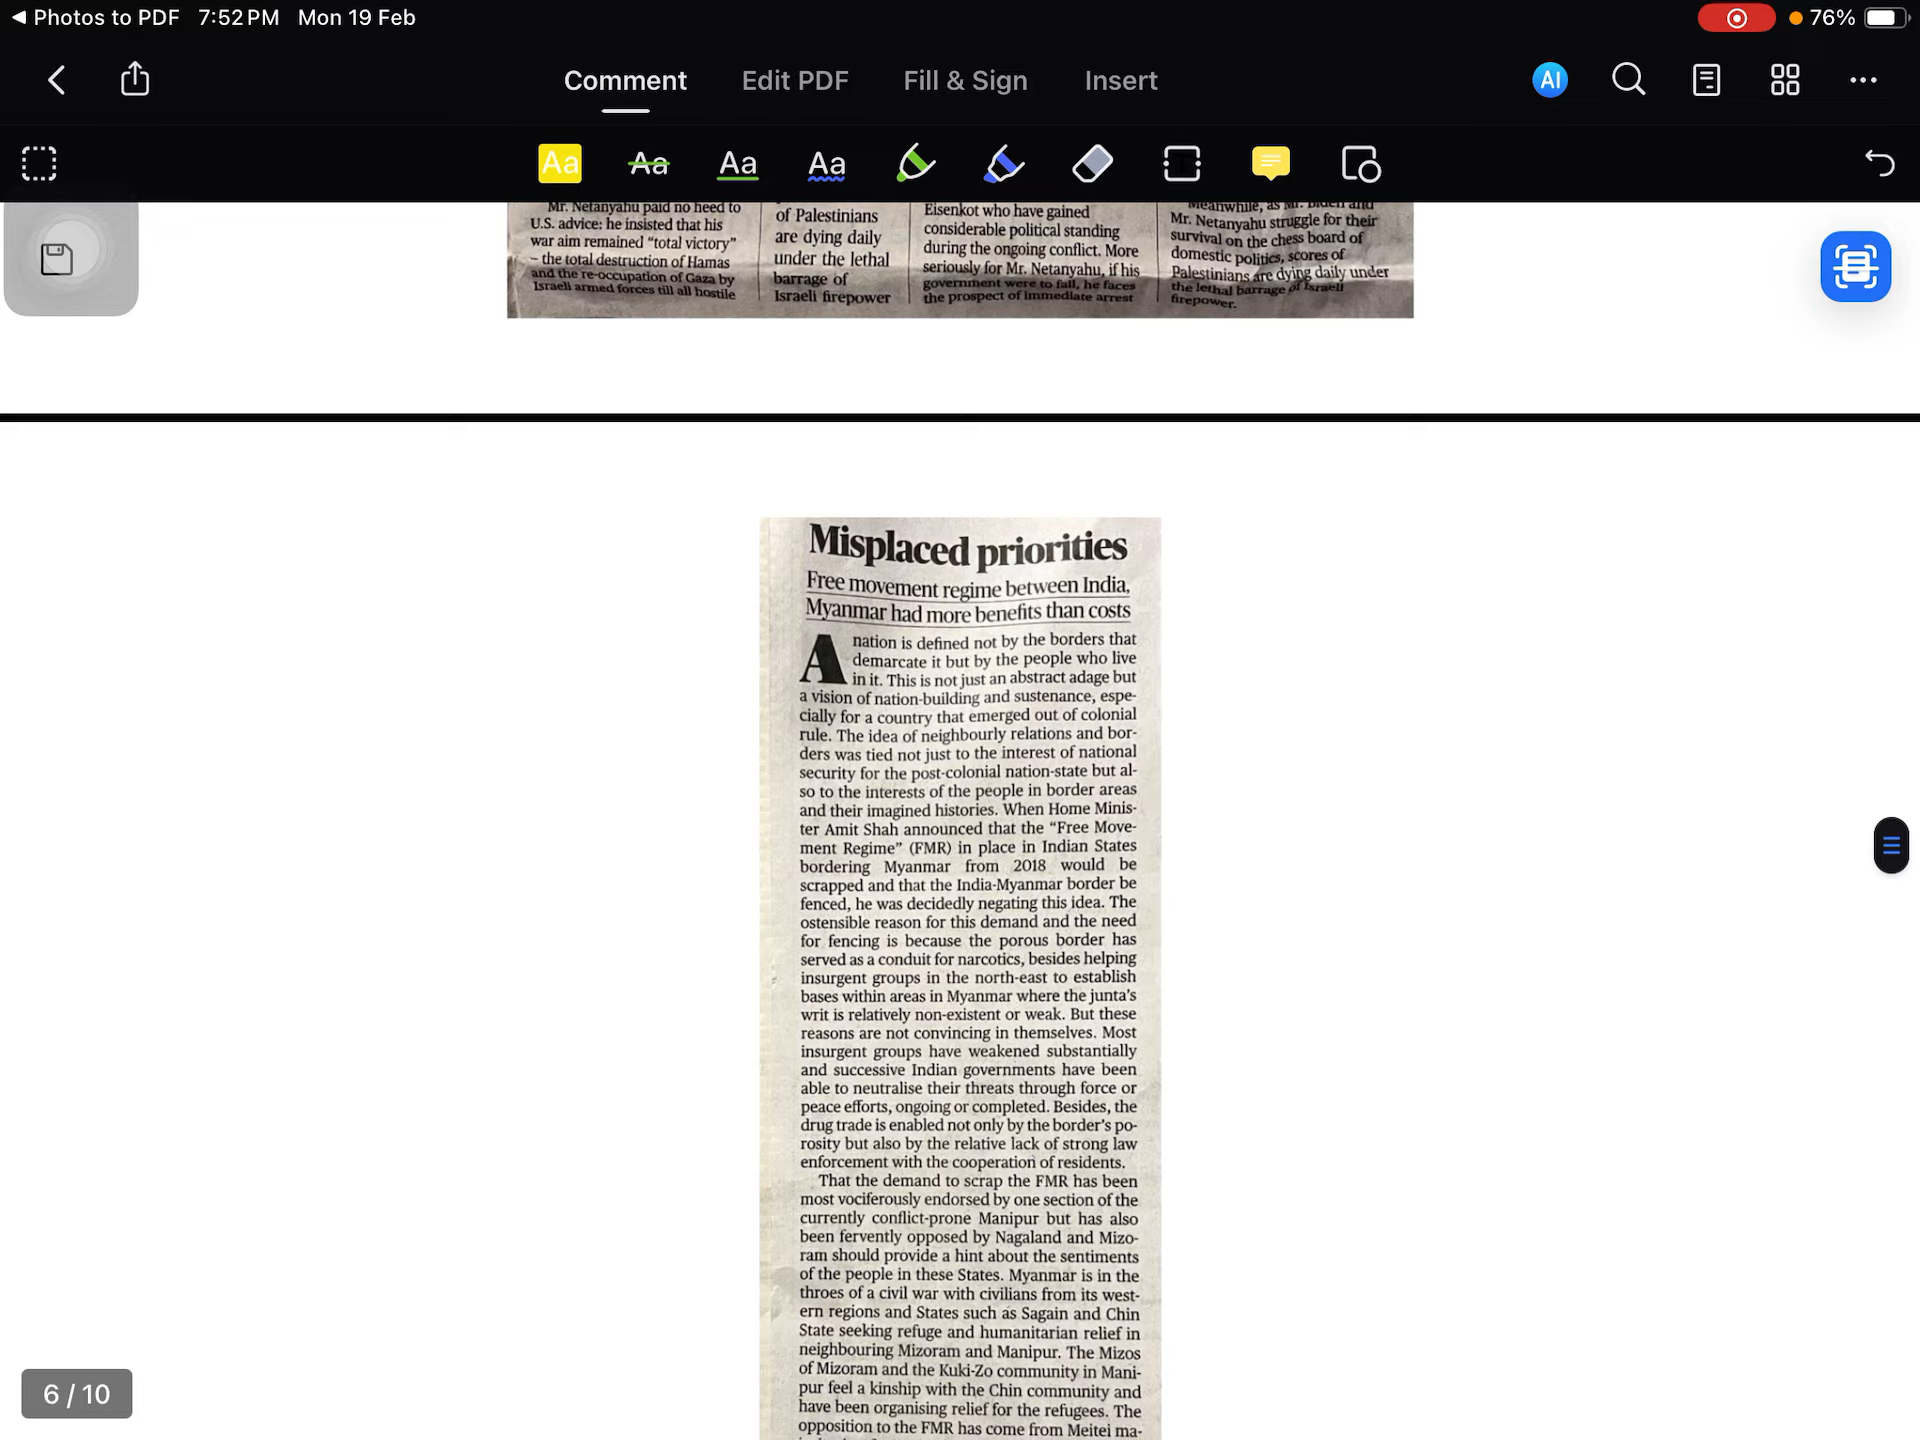 Photos to PDF 7:52 PM Mon 19 Feb
76%
Comment Edit PDF Fill & Sign Insert
AI
Aa Aa Aa Aa T
Mr. Netanyahu paid no heed to
U.S. advice: he insisted that his
war aim remained “total victory”
– the total destruction of Hamas
and the re-occupation of Gaza by
Israeli armed forces till all hostile
of Palestinians
are dying daily
under the lethal
barrage of
Israeli firepower
Eisenkot who have gained
considerable political standing
during the ongoing conflict. More
seriously for Mr. Netanyahu, if his
government were to fall, he faces
the prospect of immediate arrest
Meanwhile, as Mr. Biden and
Mr. Netanyahu struggle for their
survival on the chess board of
domestic politics, scores of
Palestinians are dying daily under
the lethal barrage of Israeli
firepower.
Misplaced priorities
Free movement regime between India,
Myanmar had more benefits than costs
A nation is defined not by the borders that
demarcate it but by the people who live
in it. This is not just an abstract adage but
a vision of nation-building and sustenance, espe-
cially for a country that emerged out of colonial
rule. The idea of neighbourly relations and bor-
ders was tied not just to the interest of national
security for the post-colonial nation-state but al-
so to the interests of the people in border areas
and their imagined histories. When Home Minis-
ter Amit Shah announced that the “Free Move-
ment Regime” (FMR) in place in Indian States
bordering Myanmar from 2018 would be
scrapped and that the India-Myanmar border be
fenced, he was decidedly negating this idea. The
ostensible reason for this demand and the need
for fencing is because the porous border has
served as a conduit for narcotics, besides helping
insurgent groups in the north-east to establish
bases within areas in Myanmar where the junta’s
writ is relatively non-existent or weak. But these
reasons are not convincing in themselves. Most
insurgent groups have weakened substantially
and successive Indian governments have been
able to neutralise their threats through force or
peace efforts, ongoing or completed. Besides, the
drug trade is enabled not only by the border’s po-
rosity but also by the relative lack of strong law
enforcement with the cooperation of residents.
That the demand to scrap the FMR has been
most vociferously endorsed by one section of the
currently conflict-prone Manipur but has also
been fervently opposed by Nagaland and Mizo-
ram should provide a hint about the sentiments
of the people in these States. Myanmar is in the
throes of a civil war with civilians from its west-
ern regions and States such as Sagain and Chin
State seeking refuge and humanitarian relief in
neighbouring Mizoram and Manipur. The Mizos
of Mizoram and the Kuki-Zo community in Mani-
pur feel a kinship with the Chin community and
have been organising relief for the refugees. The
opposition to the FMR has come from Meitei ma-
6 / 10